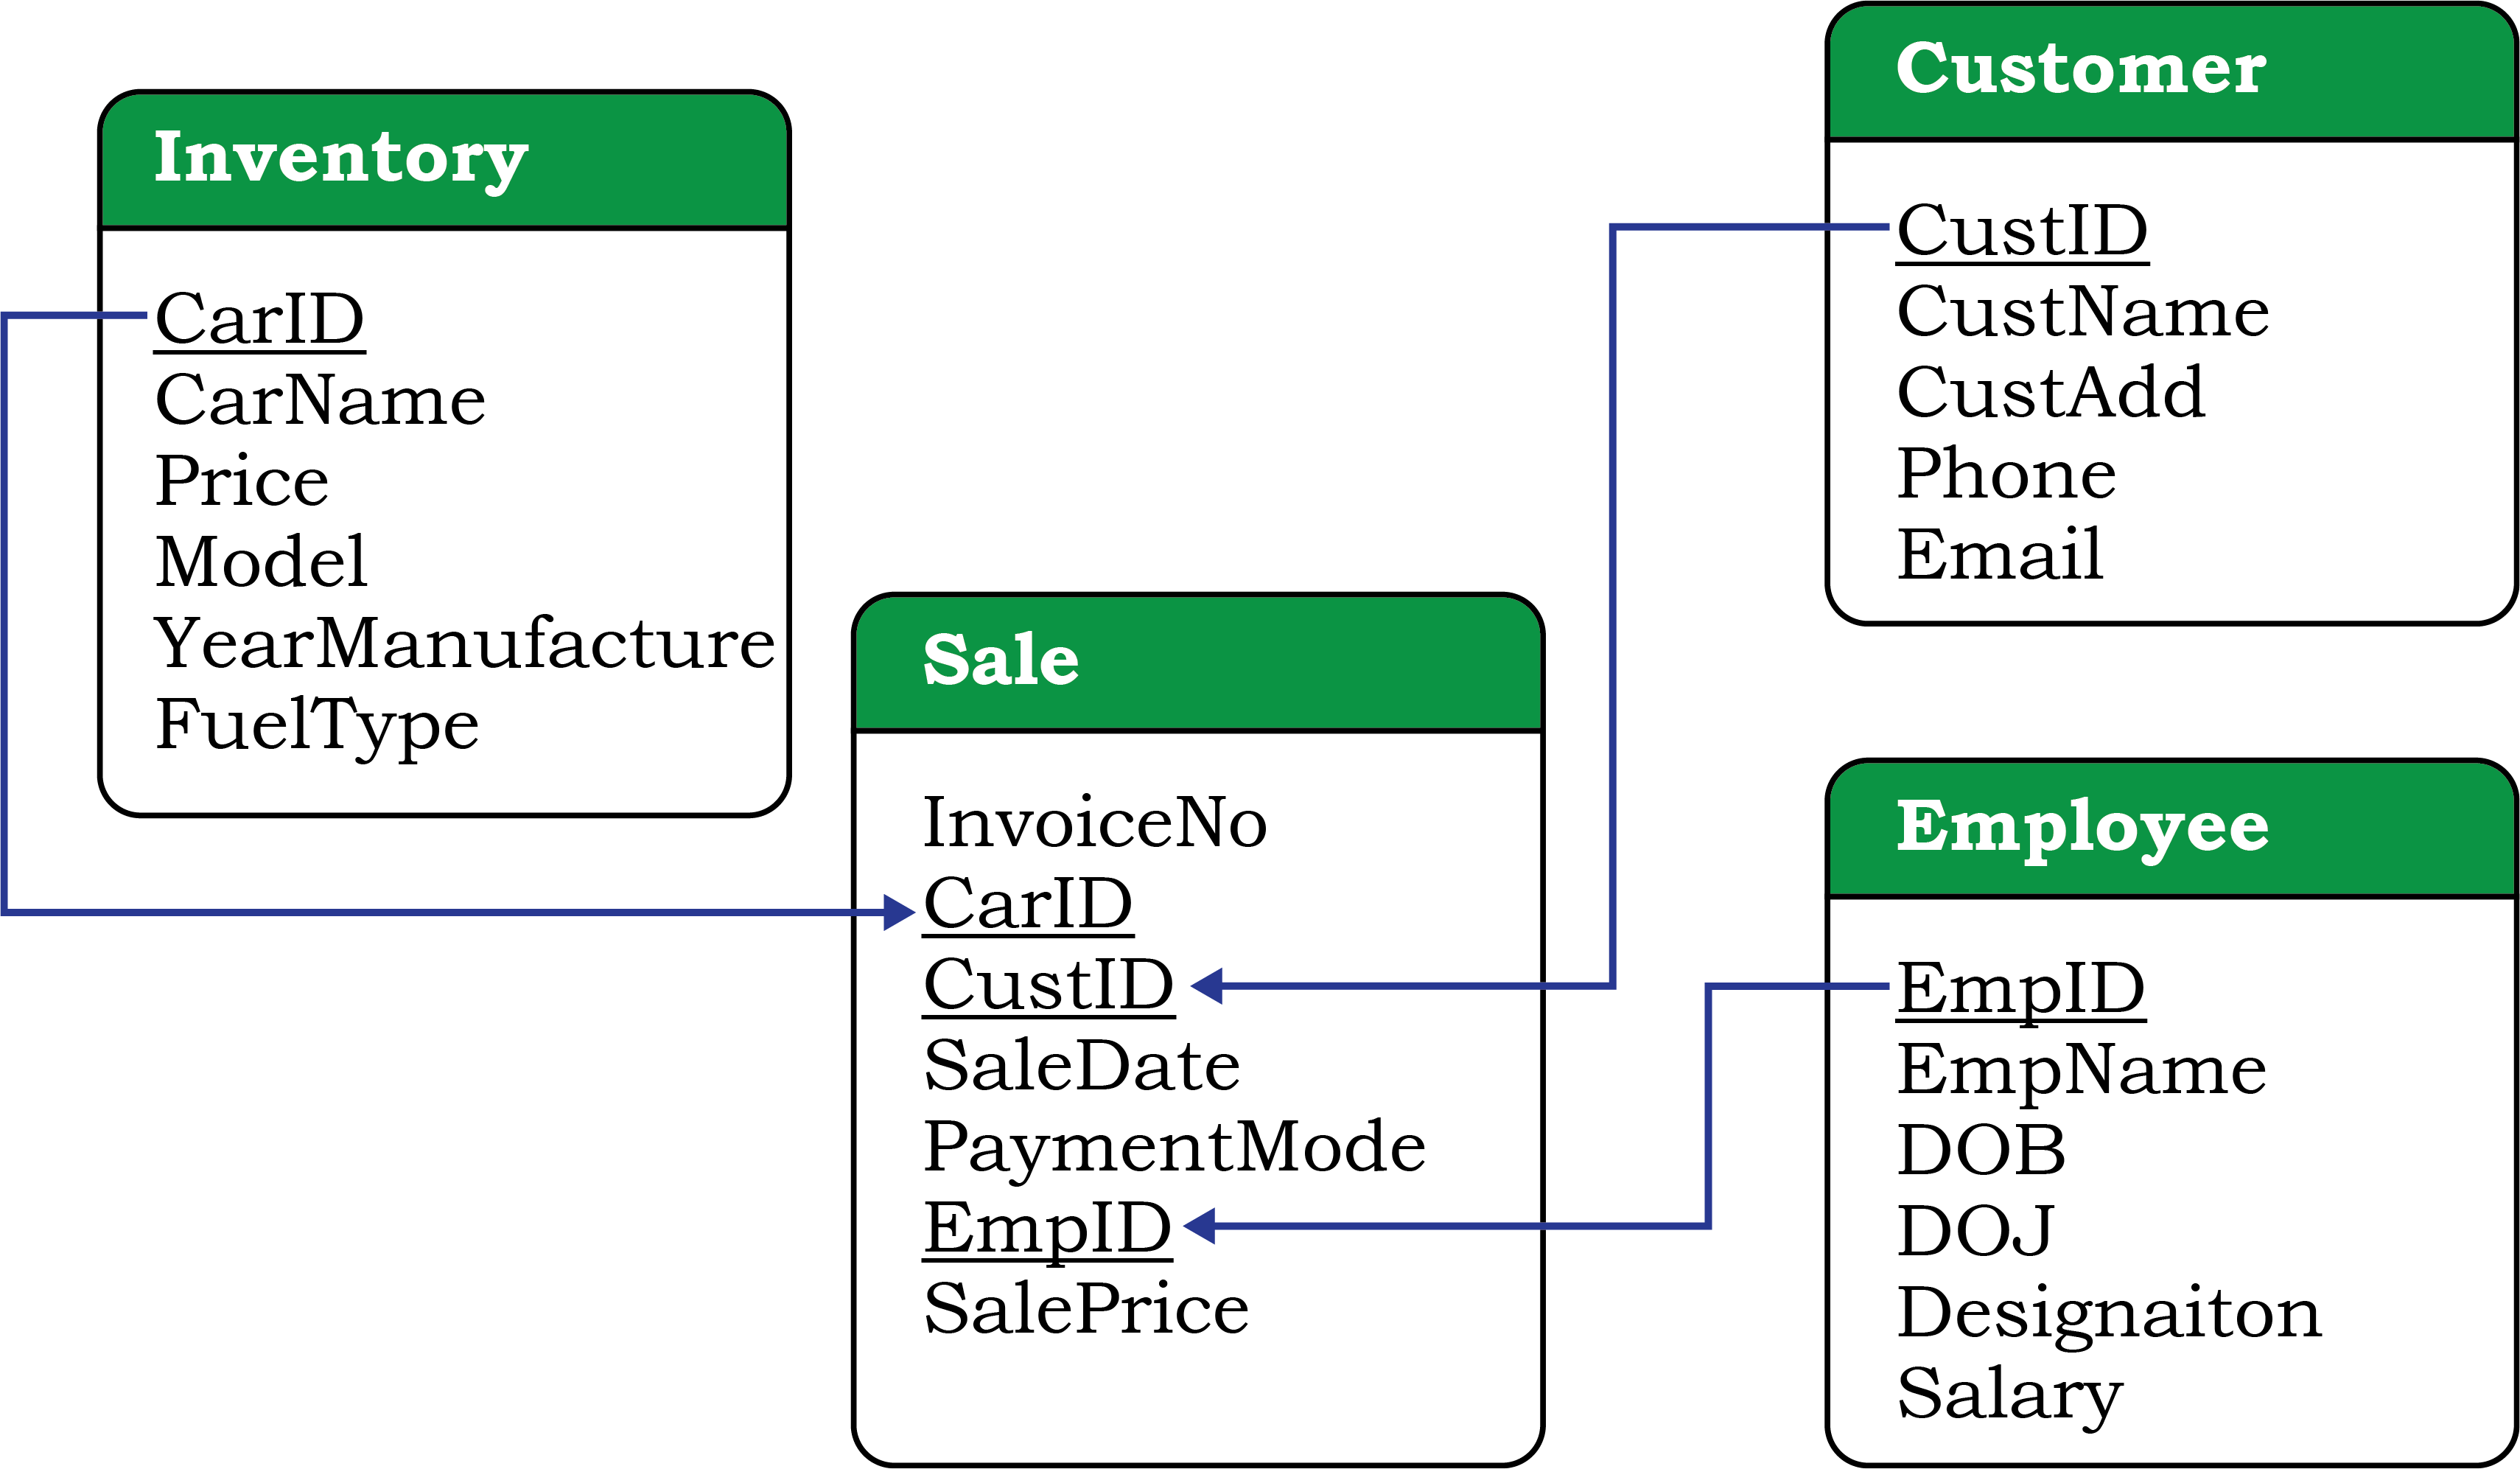 Inventory
CarID
CarName
Price
Model
YearManufacture
FuelType
Sale
InvoiceNo
CarID
CustID
SaleDate
PaymentMode
EmpID
SalePrice
Customer
CustID
CustName
CustAdd
Phone
Email
Employee
EmpID
EmpName
DOB
DOJ
Designaiton
Salary